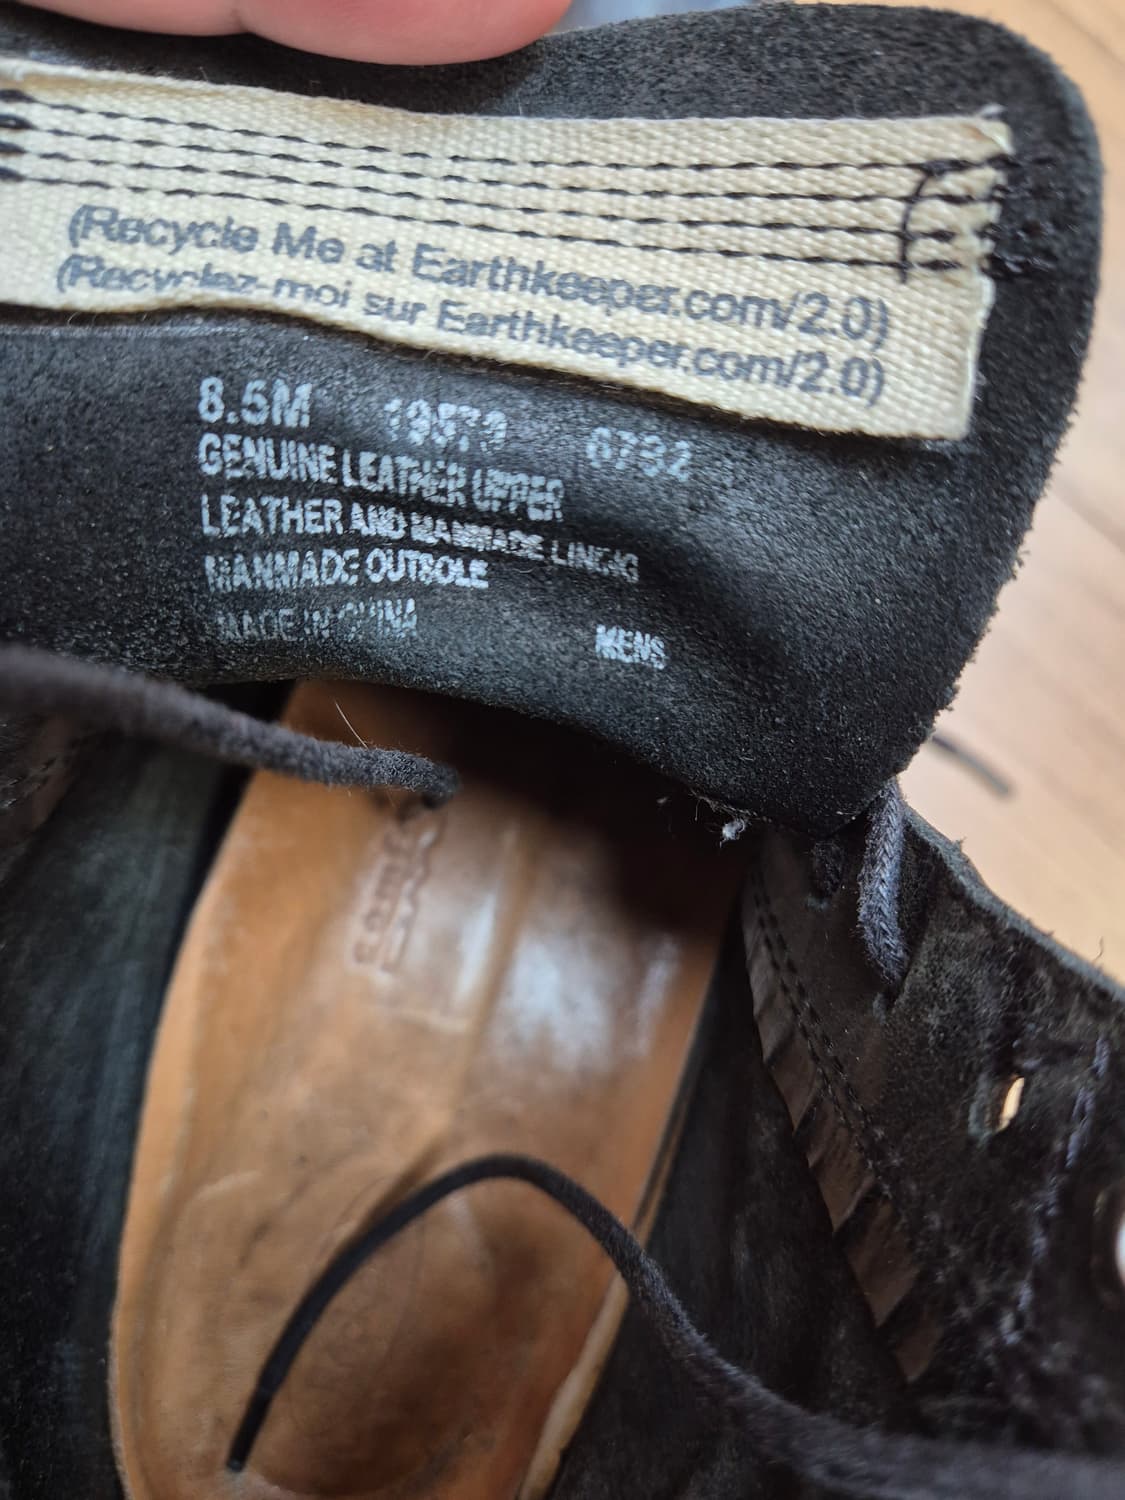 (Recycle Me at Earthkeeper.com/2.0)
(Recyclez-moi sur Earthkeeper.com/2.0)
8.5M
GENUINE LEATHER UPPER
LEATHER AND MANMADE LINING
MANMADE OUTSOLE
MADE IN CHINA MENS